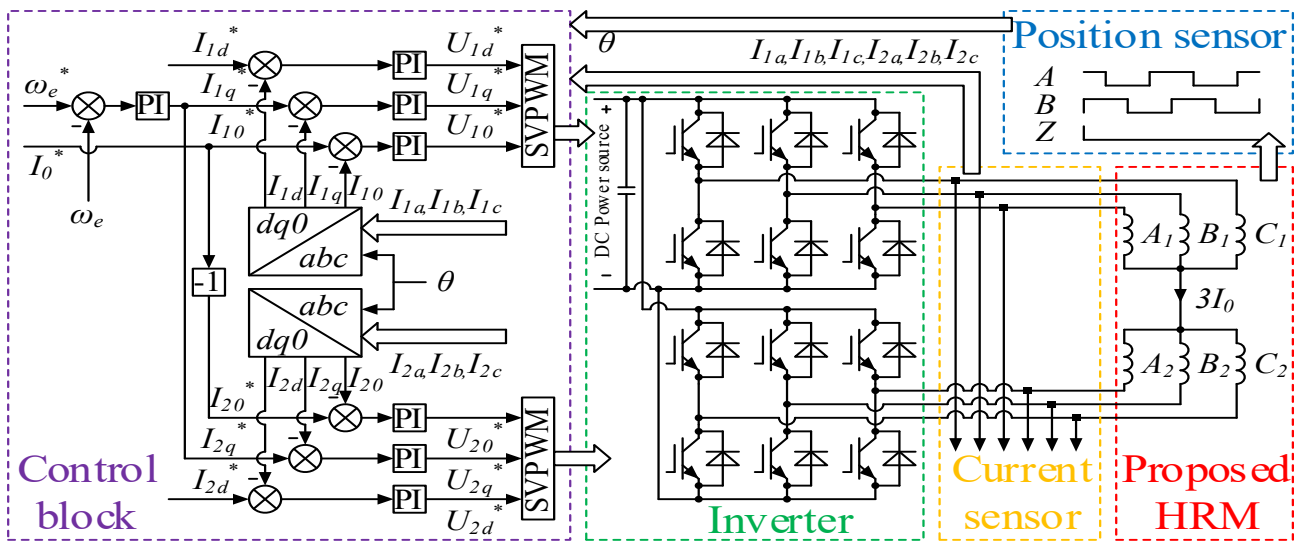 I1d*
ωe*
PI
I1q*
I10*
I0*
ωe
PI
PI
PI
U1d*
U1q*
U10*
SVPWM
I1d
I1q
I10
dq0
abc
I1a,I1b,I1c
θ
-1
abc
dq0
I2a,I2b,I2c
I2d
I2q
I20
I20*
I2q*
I2d*
PI
PI
PI
U20*
U2q*
U2d*
SVPWM
Control
block
θ
I1a,I1b,I1c,I2a,I2b,I2c
+
DC Power source
-
Inverter
Current
sensor
Position sensor
A
B
Z
A1
B1
C1
3I0
A2
B2
C2
Proposed
HRM